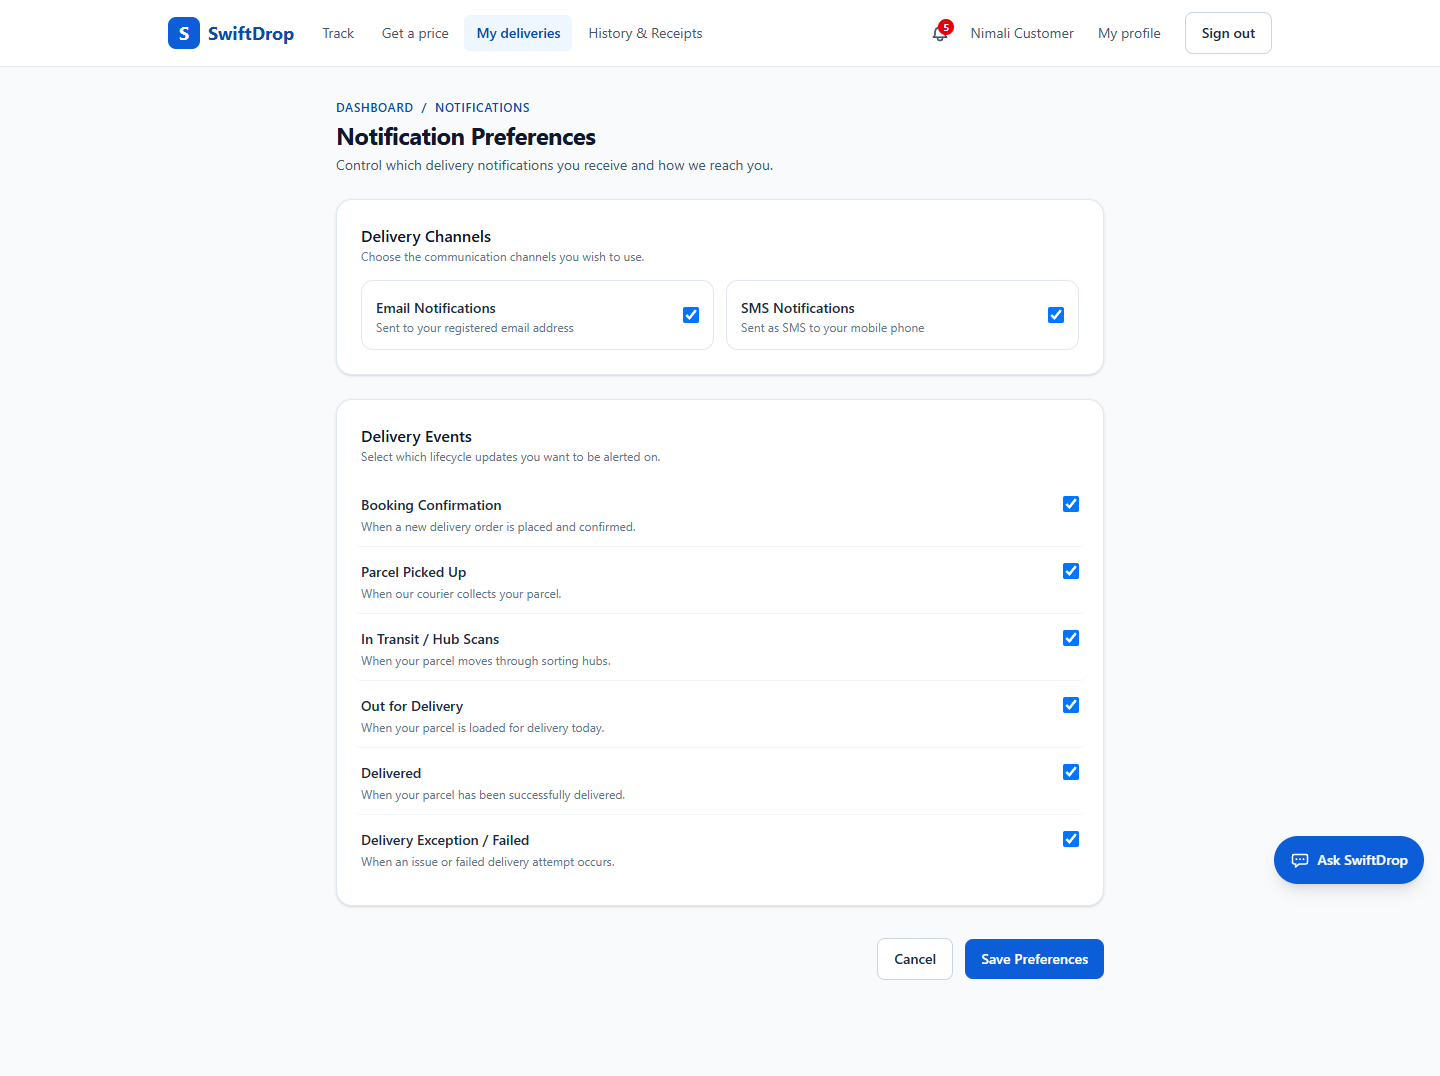 S SwiftDrop Track Get a price My deliveries History & Receipts 5 Nimali Customer My profile Sign out
DASHBOARD / NOTIFICATIONS
Notification Preferences
Control which delivery notifications you receive and how we reach you.
Delivery Channels
Choose the communication channels you wish to use.
Email Notifications
Sent to your registered email address
SMS Notifications
Sent as SMS to your mobile phone
Delivery Events
Select which lifecycle updates you want to be alerted on.
Booking Confirmation
When a new delivery order is placed and confirmed.
Parcel Picked Up
When our courier collects your parcel.
In Transit / Hub Scans
When your parcel moves through sorting hubs.
Out for Delivery
When your parcel is loaded for delivery today.
Delivered
When your parcel has been successfully delivered.
Delivery Exception / Failed
When an issue or failed delivery attempt occurs.
Ask SwiftDrop
Cancel Save Preferences